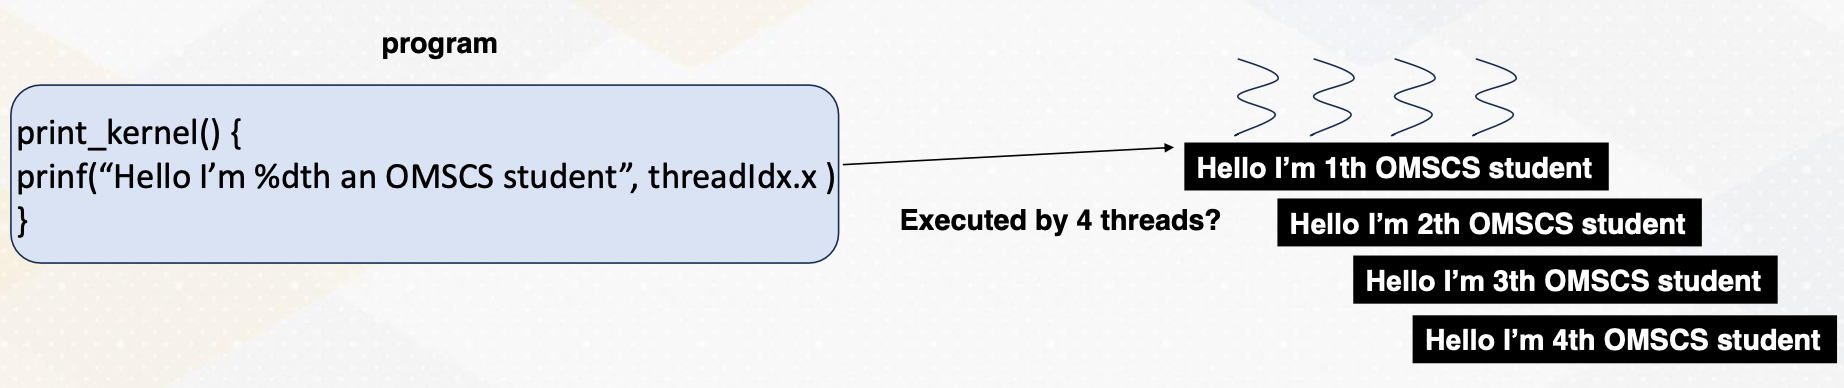 program
print_kernel() {
prinf(“Hello I’m %dth an OMSCS student”, threadIdx.x )
}
Executed by 4 threads?
Hello I’m 1th OMSCS student
Hello I’m 2th OMSCS student
Hello I’m 3th OMSCS student
Hello I’m 4th OMSCS student